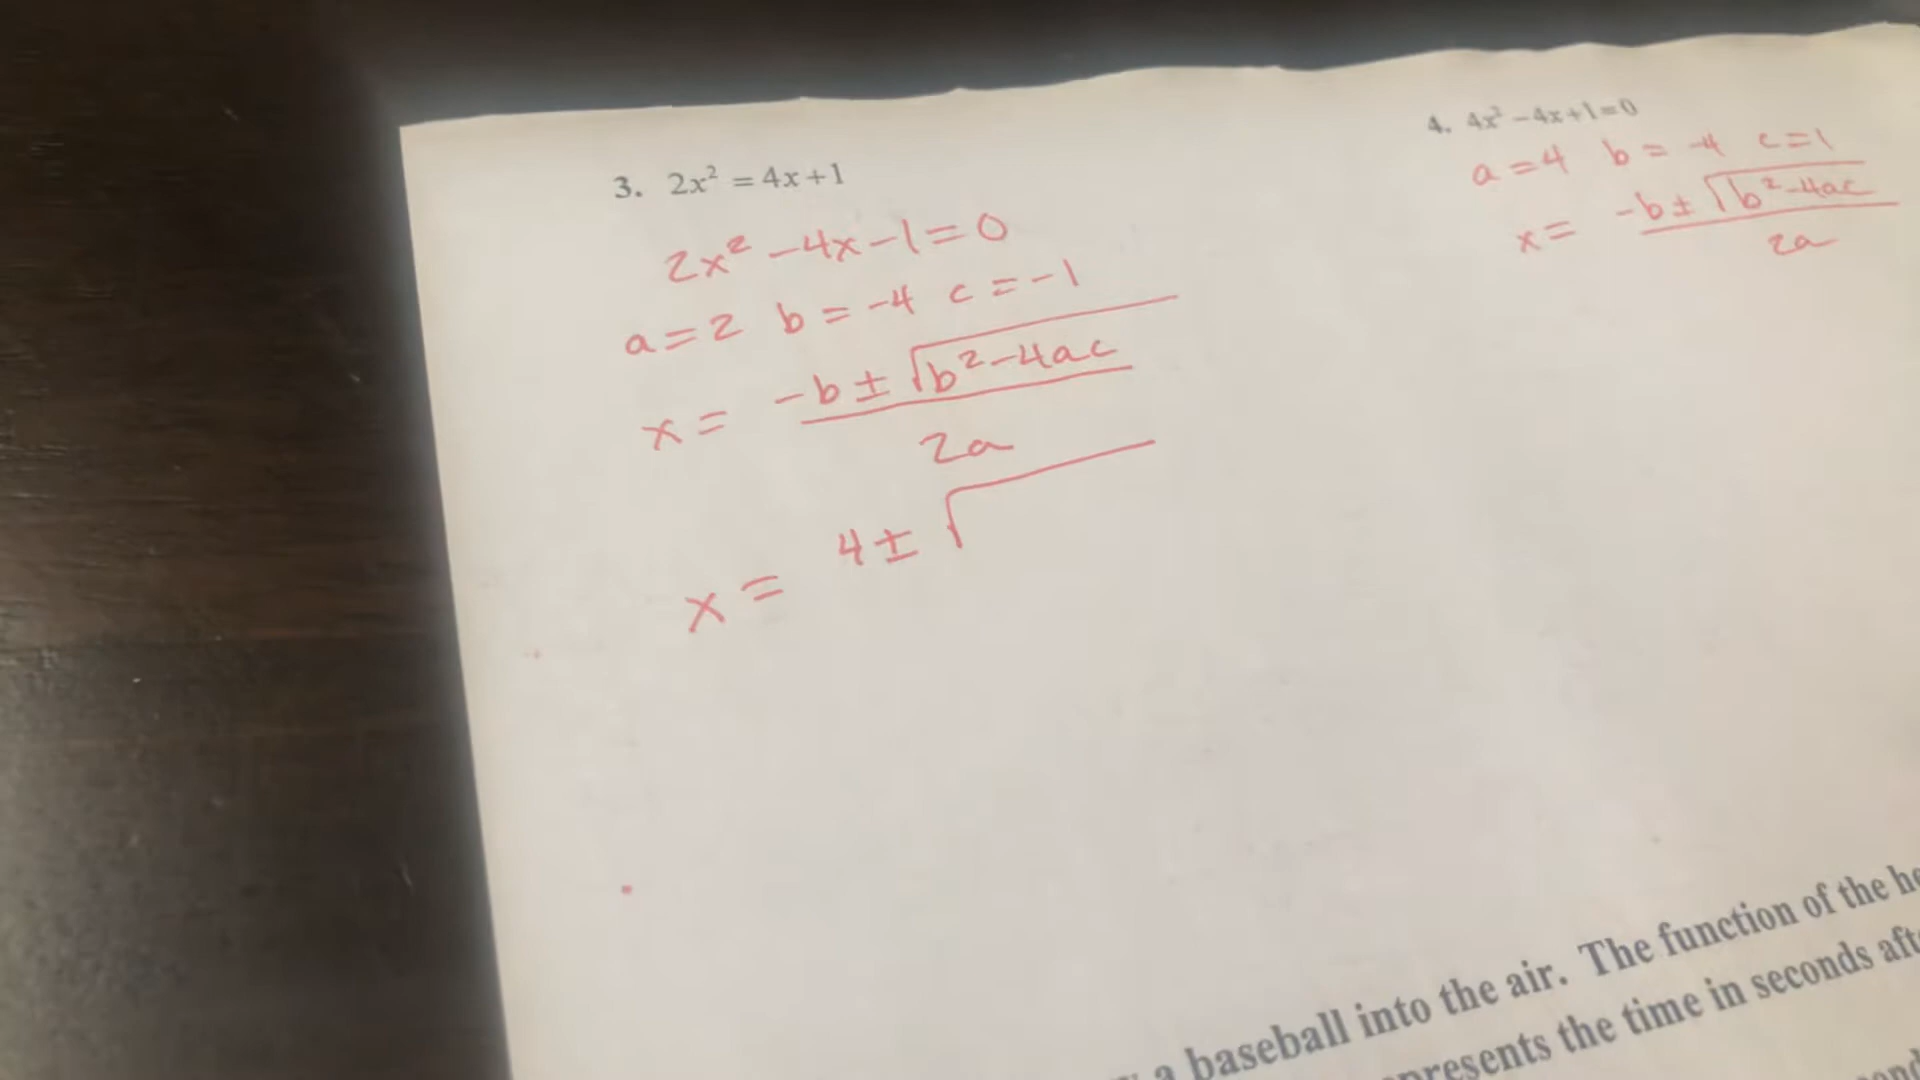 3. 2x² = 4x+1
2x² -4x-1=0
a=2 b=-4 c=-1
x= -b±√b²-4ac
2a
x= 4±√
4. 4x² -4x+1=0
a=4 b=-4 c=1
x= -b±√b²-4ac
2a
a baseball into the air. The function of the
presents the time in seconds